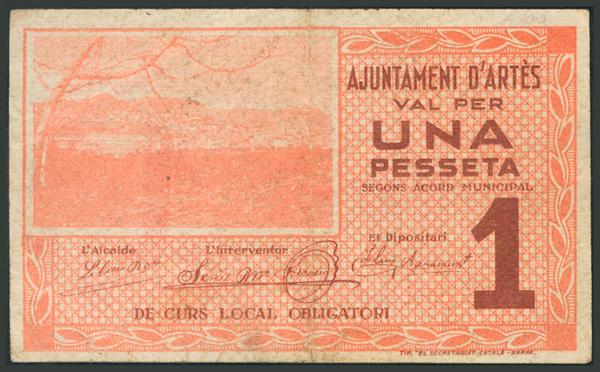 AJUNTAMENT D'ARTÈS
VAL PER
UNA
PESSETA
SEGONS ACORD MUNICIPAL
1
L'Alcalde
L'Interventor
El Dipositari
DE CURS LOCAL OBLIGATORI
TIP. "EL SECRETARIAT CATALÀ - BARNA.